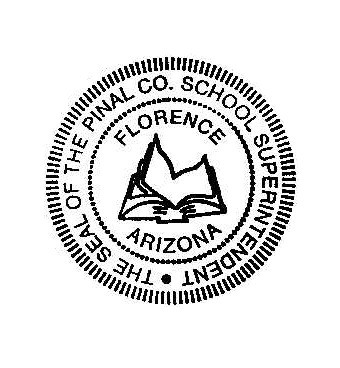 THE SEAL OF THE PINAL CO. SCHOOL SUPERINTENDENT
FLORENCE
ARIZONA